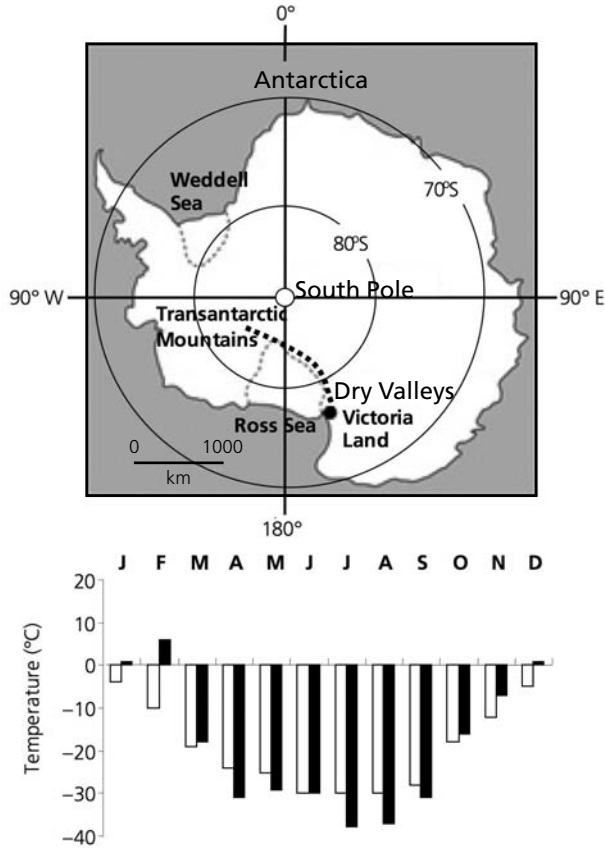 0°
Antarctica
Weddell
Sea
70°S
80°S
90° W
South Pole
90° E
Transantarctic
Mountains
Dry Valleys
Ross Sea
Victoria
Land
0 1000
km
180°
J F M A M J J A S O N D
Temperature (°C)
20
10
0
–10
–20
–30
–40